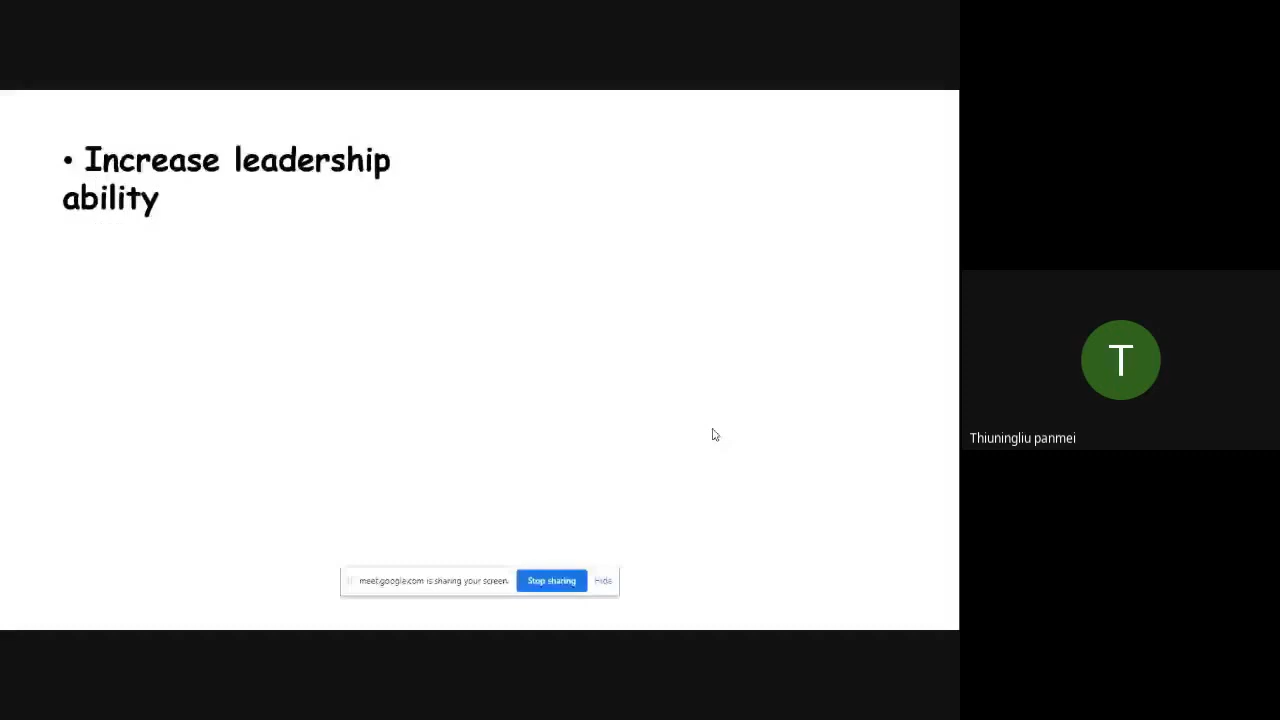 • Increase leadership
ability
T
Thiuningliu panmei
meet.google.com is sharing your screen. Stop sharing Hide